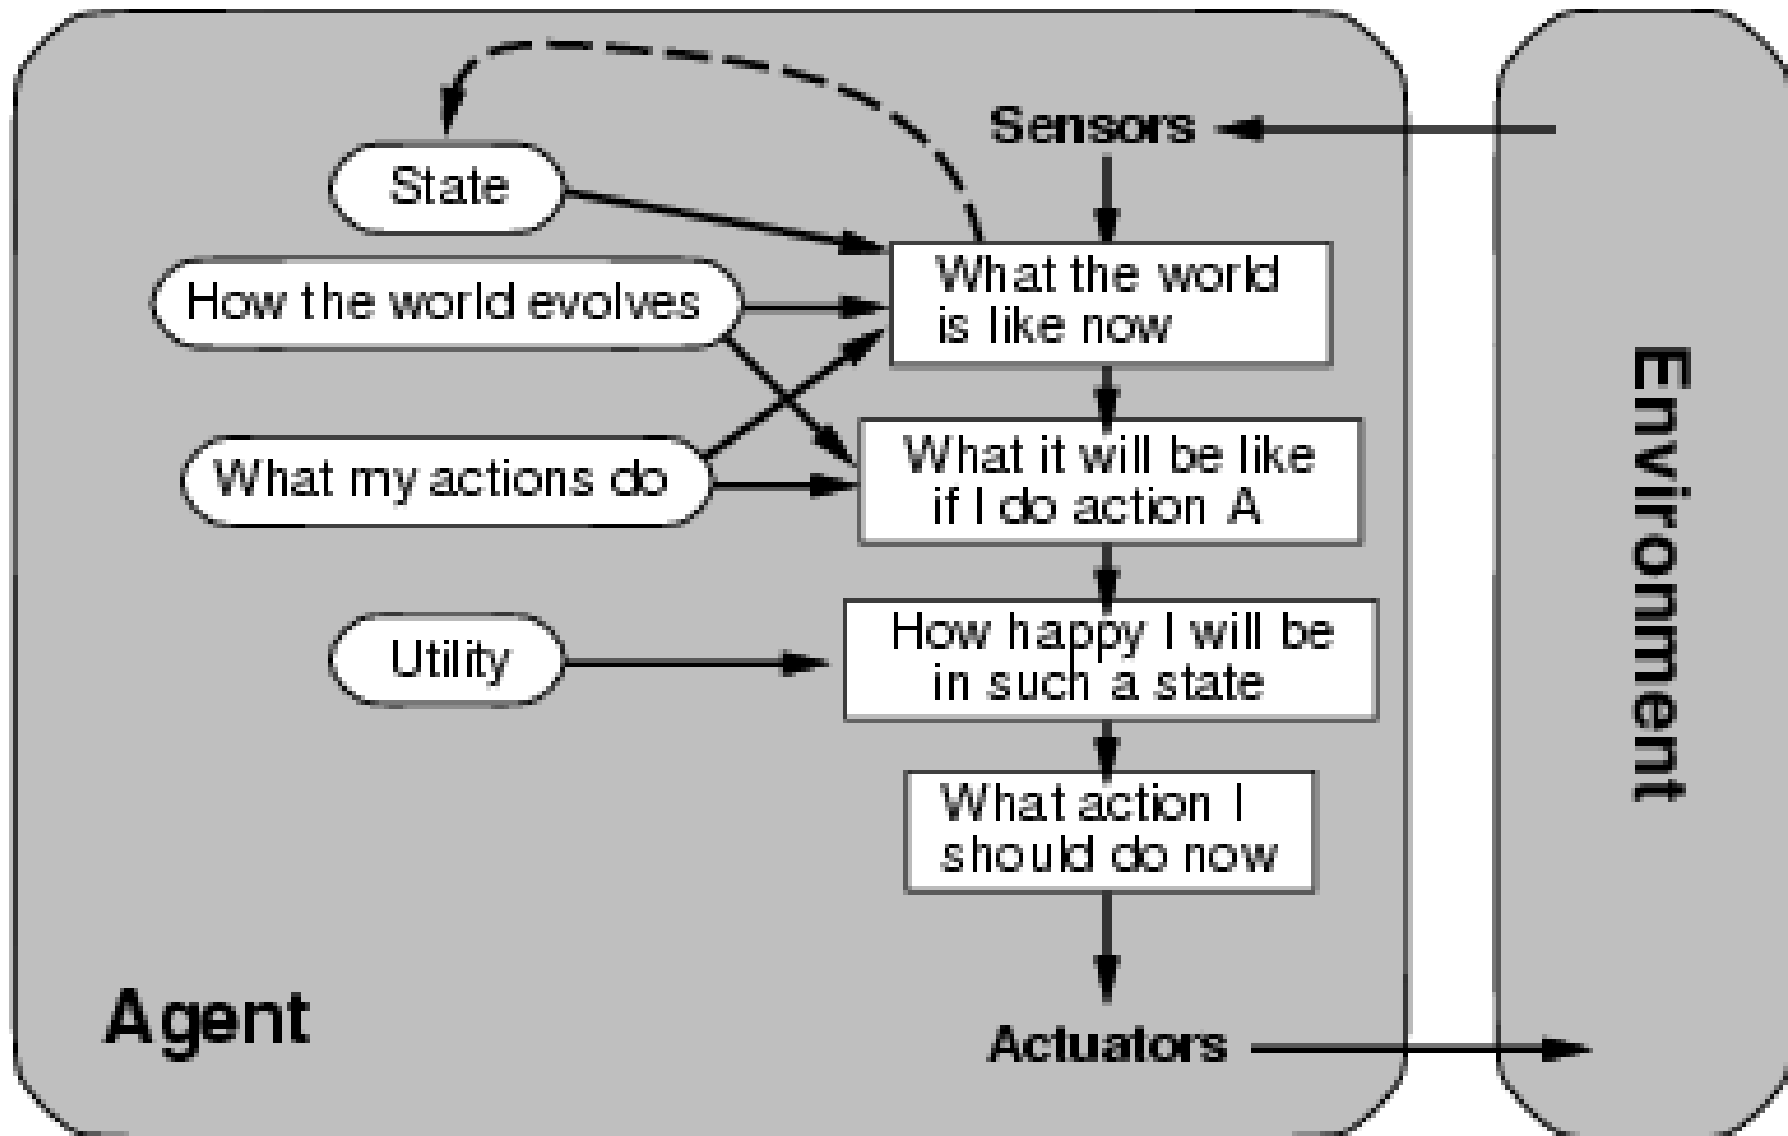 Sensors
State
What the world
is like now
How the world evolves
What it will be like
if I do action A
What my actions do
How happy I will be
in such a state
Utility
What action I
should do now
Agent
Actuators
Environment